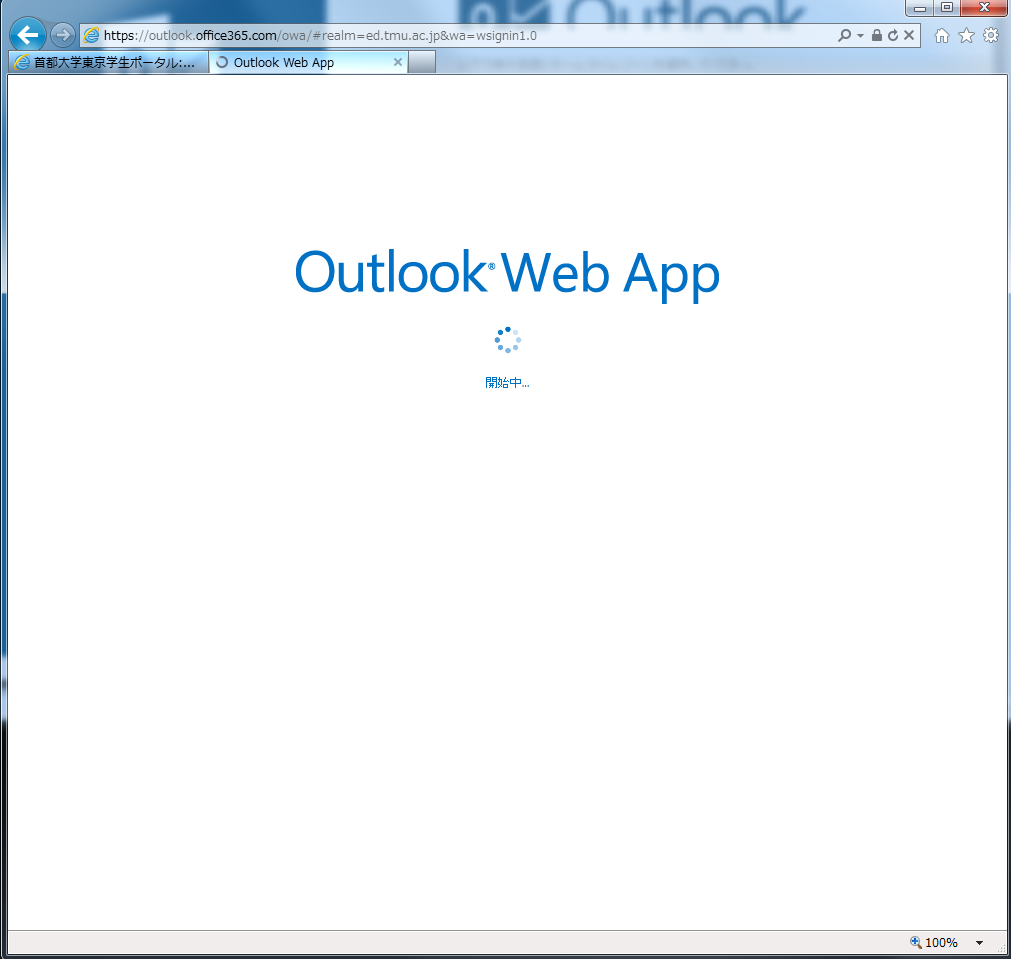 Outlook
https://outlook.office365.com/owa/#realm=ed.tmu.ac.jp&wa=wsignin1.0
首都大学東京学生ポータル:...
Outlook Web App
Outlook® Web App
開始中...
100%